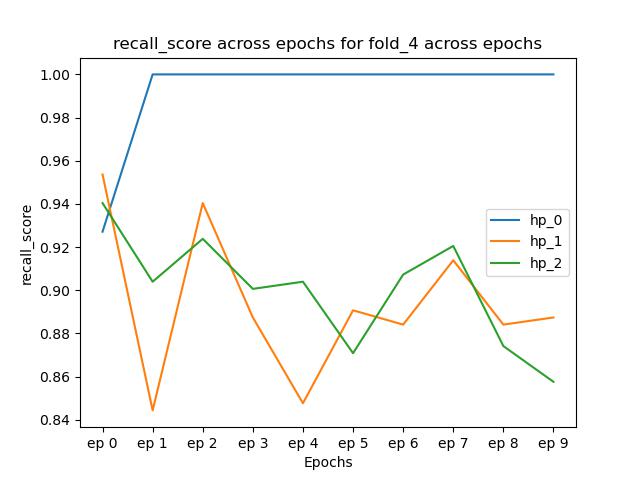 recall_score across epochs for fold_4 across epochs
recall_score
1.00
0.98
0.96
0.94
0.92
0.90
0.88
0.86
0.84
hp_0
hp_1
hp_2
ep 0 ep 1 ep 2 ep 3 ep 4 ep 5 ep 6 ep 7 ep 8 ep 9
Epochs